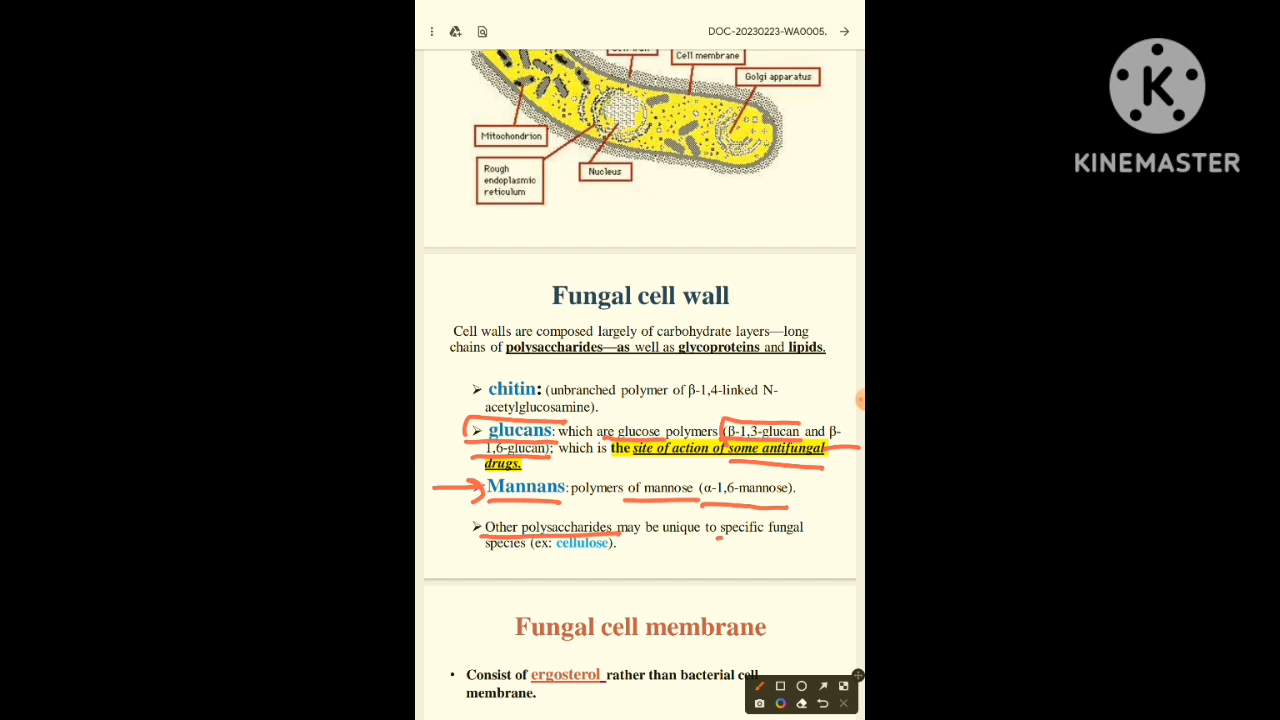 DOC-20230223-WA0005.
Cell membrane
Golgi apparatus
Mitochondrion
Rough
endoplasmic
reticulum
Nucleus
K
KINEMASTER
Fungal cell wall
Cell walls are composed largely of carbohydrate layers—long
chains of polysaccharides—as well as glycoproteins and lipids.
➢ chitin: (unbranched polymer of β-1,4-linked N-
acetylglucosamine).
➢ glucans: which are glucose polymers (β-1,3-glucan and β-
1,6-glucan); which is the site of action of some antifungal
drugs.
Mannans: polymers of mannose (α-1,6-mannose).
➢ Other polysaccharides may be unique to specific fungal
species (ex: cellulose).
Fungal cell membrane
• Consist of ergosterol rather than bacterial cell
membrane.